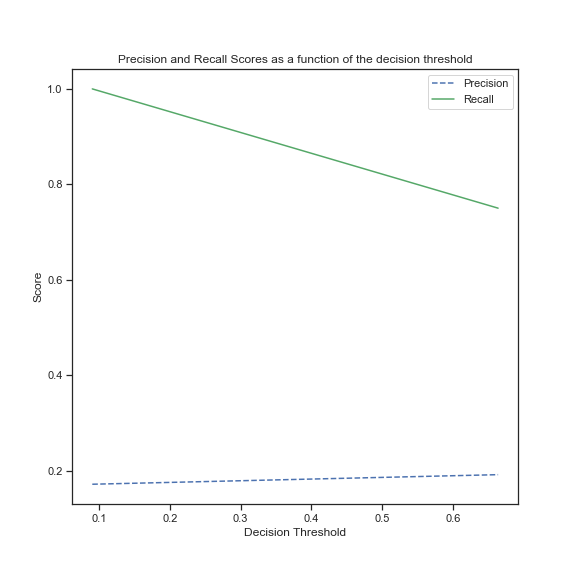 Precision and Recall Scores as a function of the decision threshold
Precision
Recall
1.0
0.8
0.6
0.4
0.2
Score
0.1 0.2 0.3 0.4 0.5 0.6
Decision Threshold